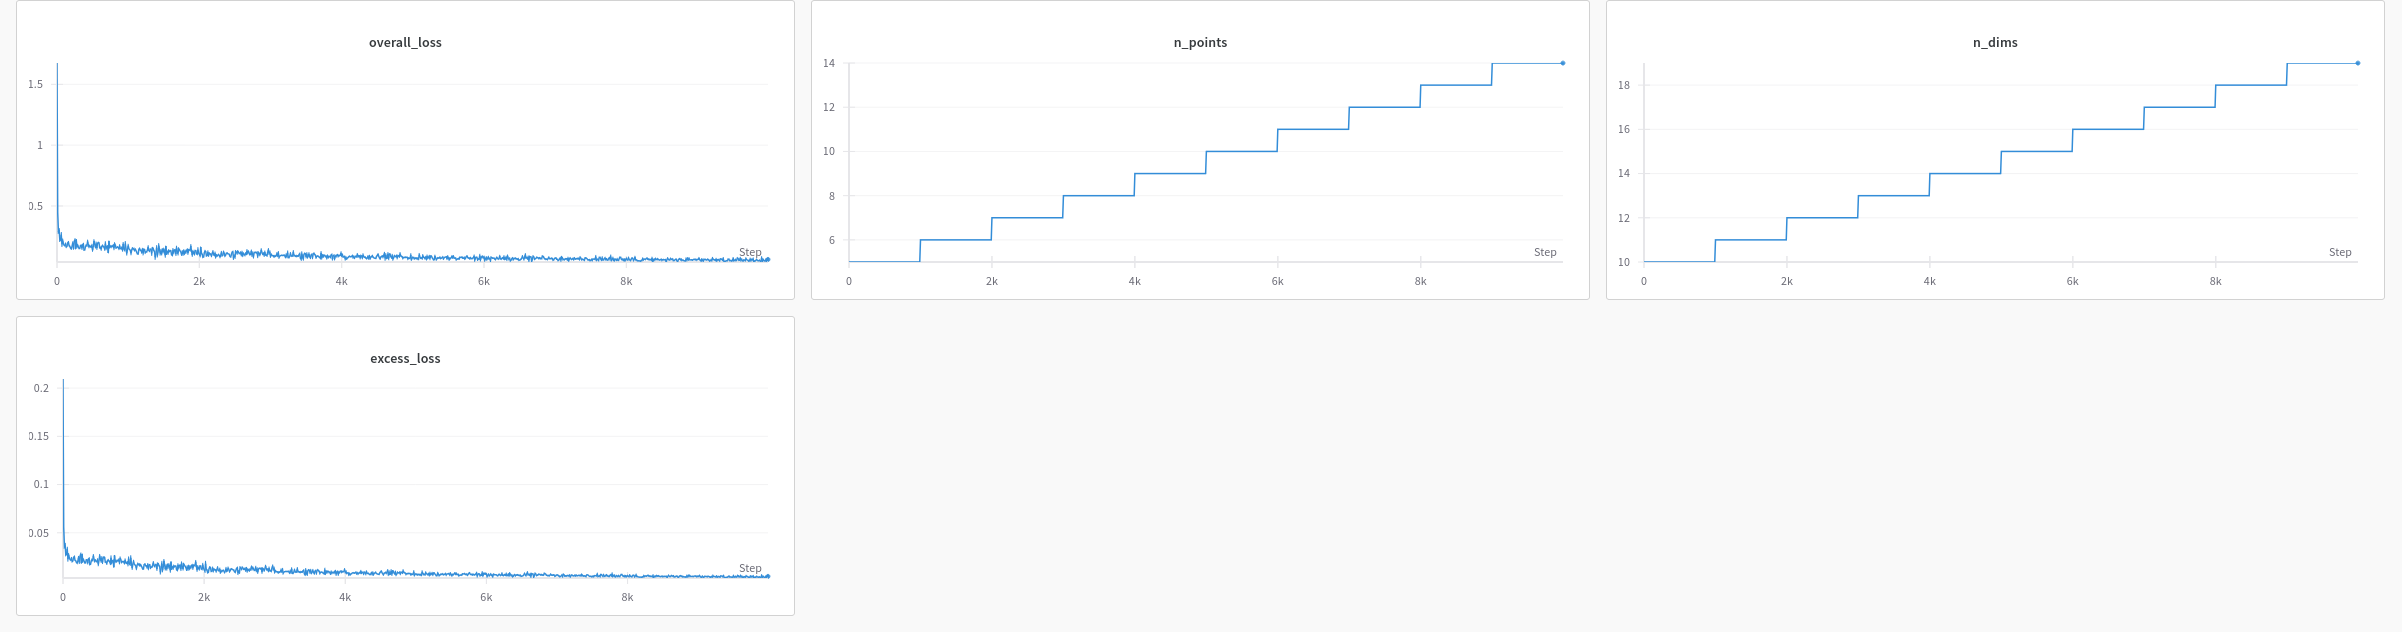 overall_loss
1.5
1
0.5
Step
0 2k 4k 6k 8k
n_points
14
12
10
8
6
Step
0 2k 4k 6k 8k
n_dims
18
16
14
12
10
Step
0 2k 4k 6k 8k
excess_loss
0.2
0.15
0.1
0.05
Step
0 2k 4k 6k 8k